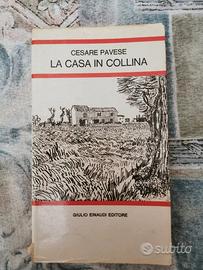 CESARE PAVESE
LA CASA IN COLLINA
GIULIO EINAUDI EDITORE
subito